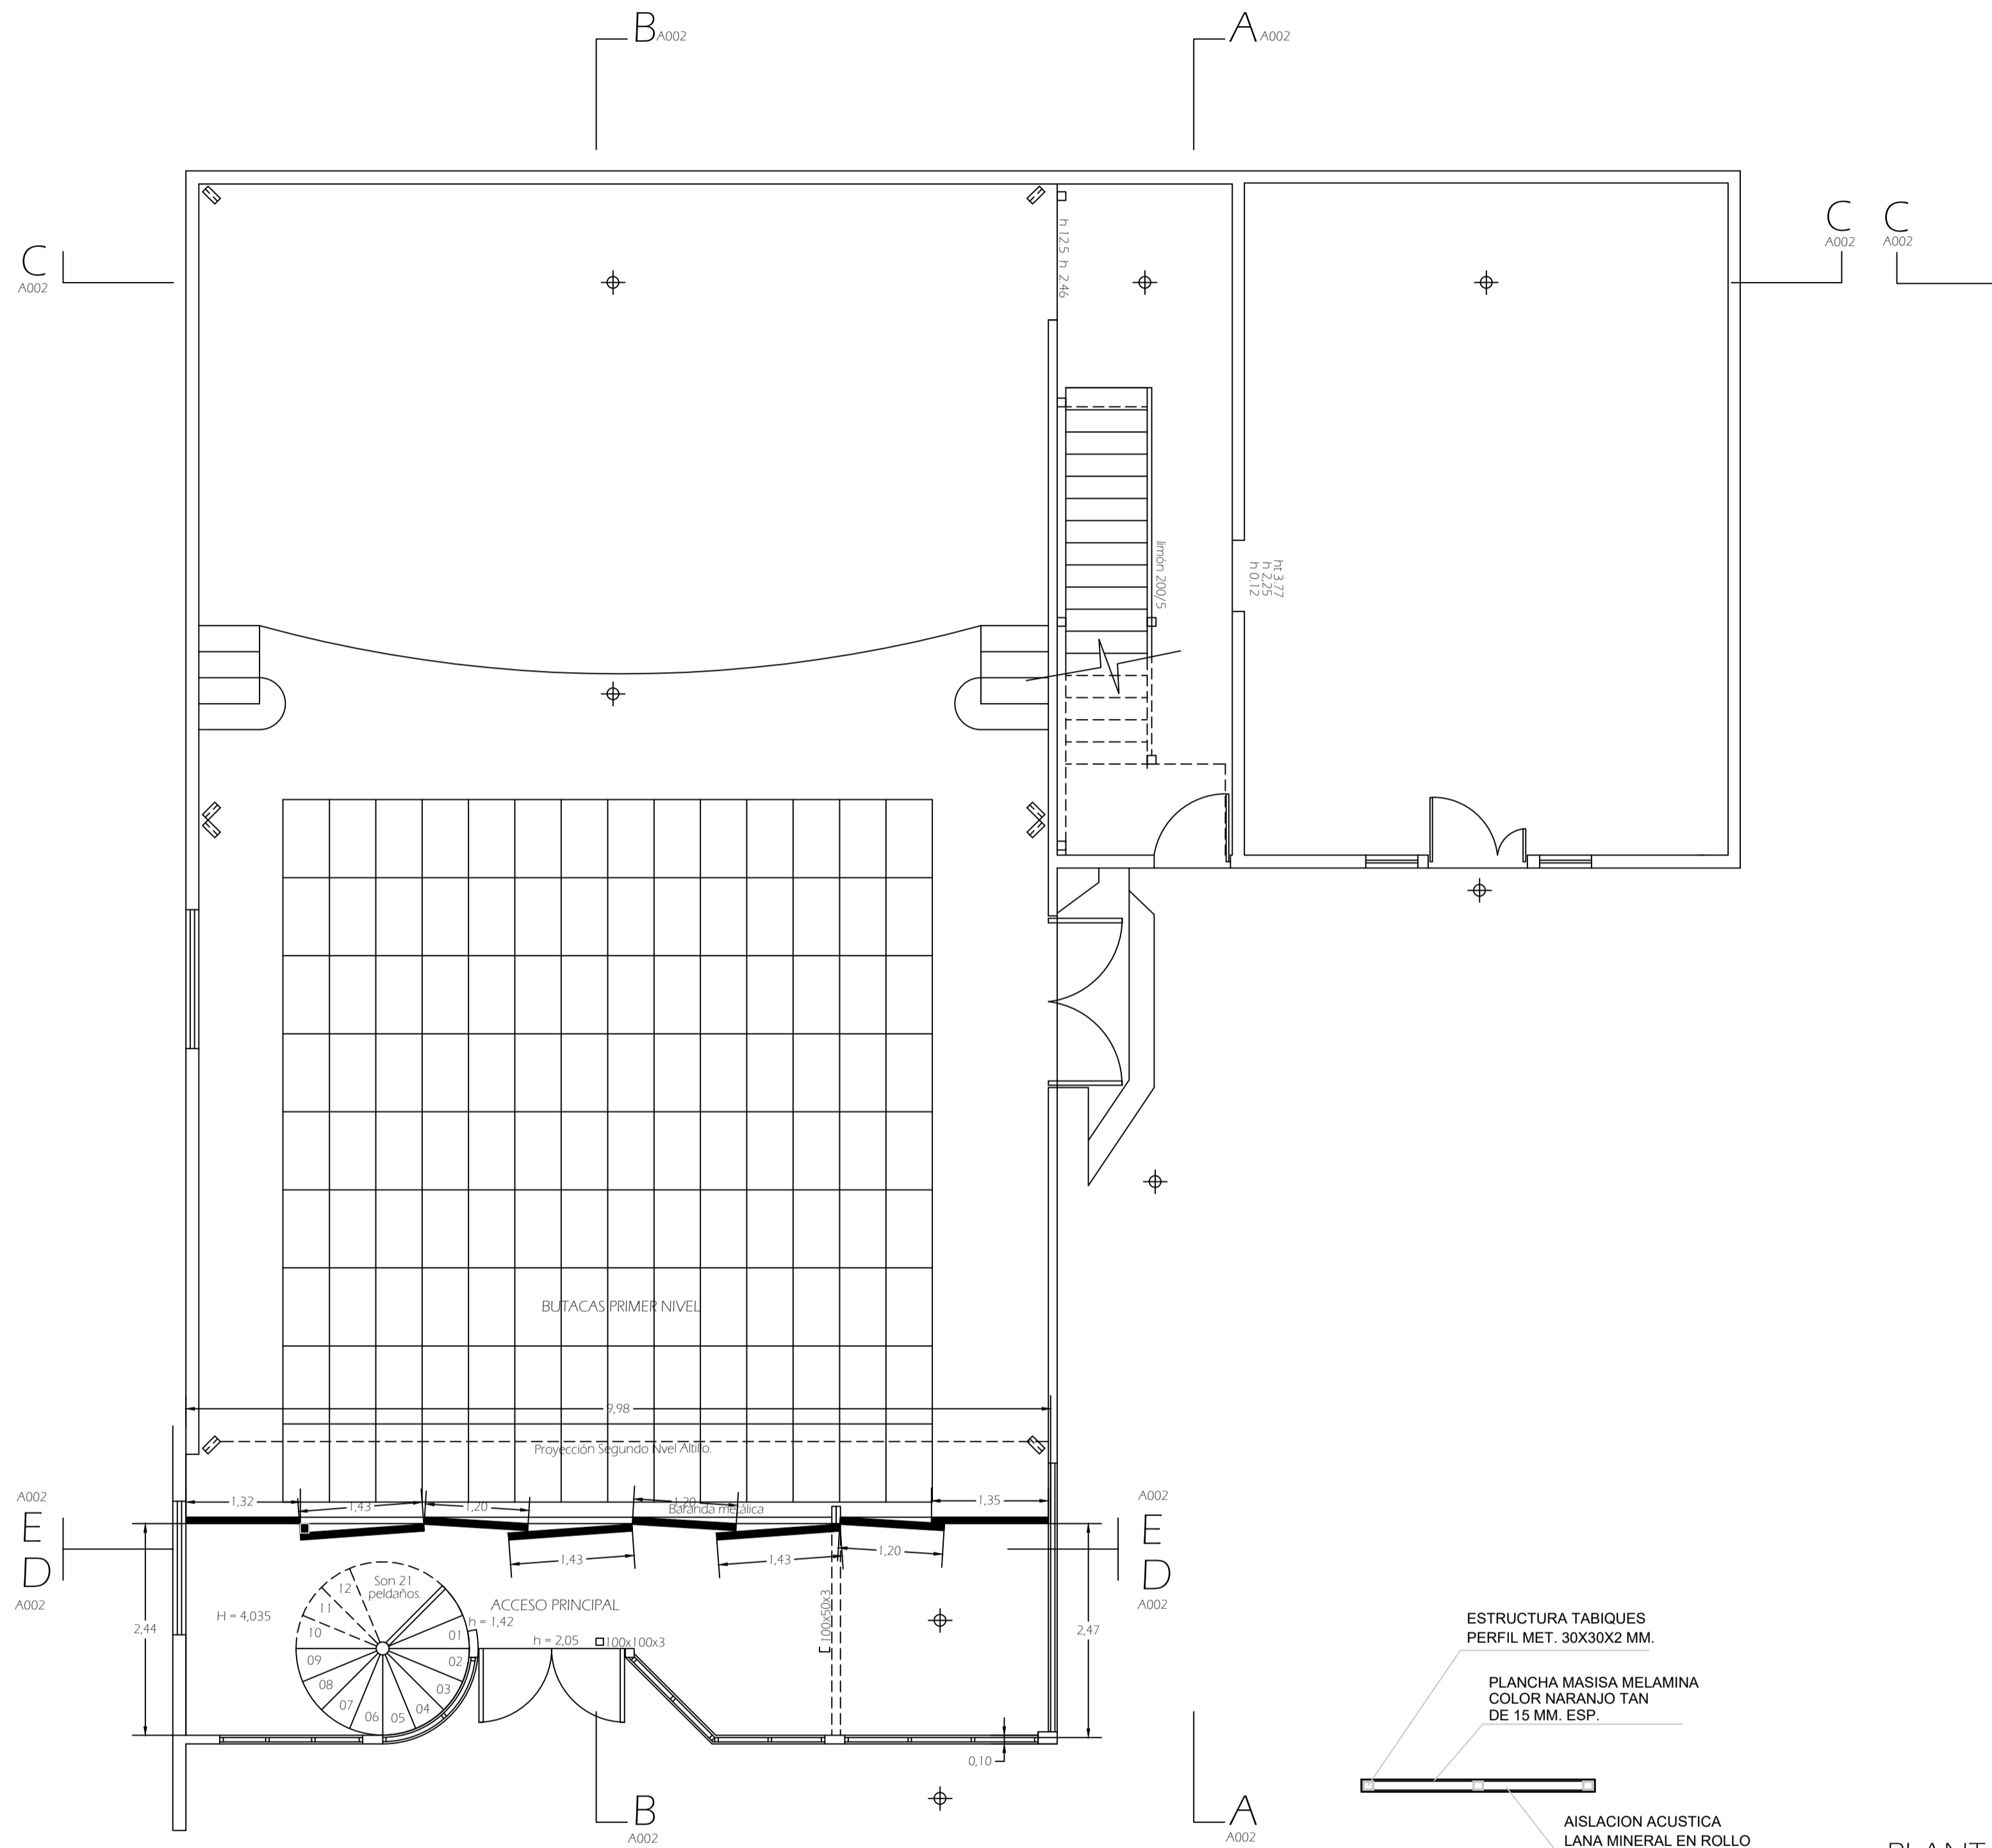 B A002
A A002
C
A002
C
A002
C
A002
h 125 h 246
limón 200/5
ht 3.77
h 2,25
h 0.12
BUTACAS PRIMER NIVEL
9,98
Proyección Segundo Nvel Altillo.
1,32
1,43
1,20
1,20
1,35
Baranda metálica
1,43
1,43
1,20
A002
E
D
A002
A002
E
D
A002
2,44
H = 4,035
Son 21
peldaños.
12
11
10
09
08
07
06
05
04
03
02
01
ACCESO PRINCIPAL
h = 1,42
h = 2,05
100x100x3
100x50x3
2,47
0,10
B
A002
A
A002
ESTRUCTURA TABIQUES
PERFIL MET. 30X30X2 MM.
PLANCHA MASISA MELAMINA
COLOR NARANJO TAN
DE 15 MM. ESP.
AISLACION ACUSTICA
LANA MINERAL EN ROLLO